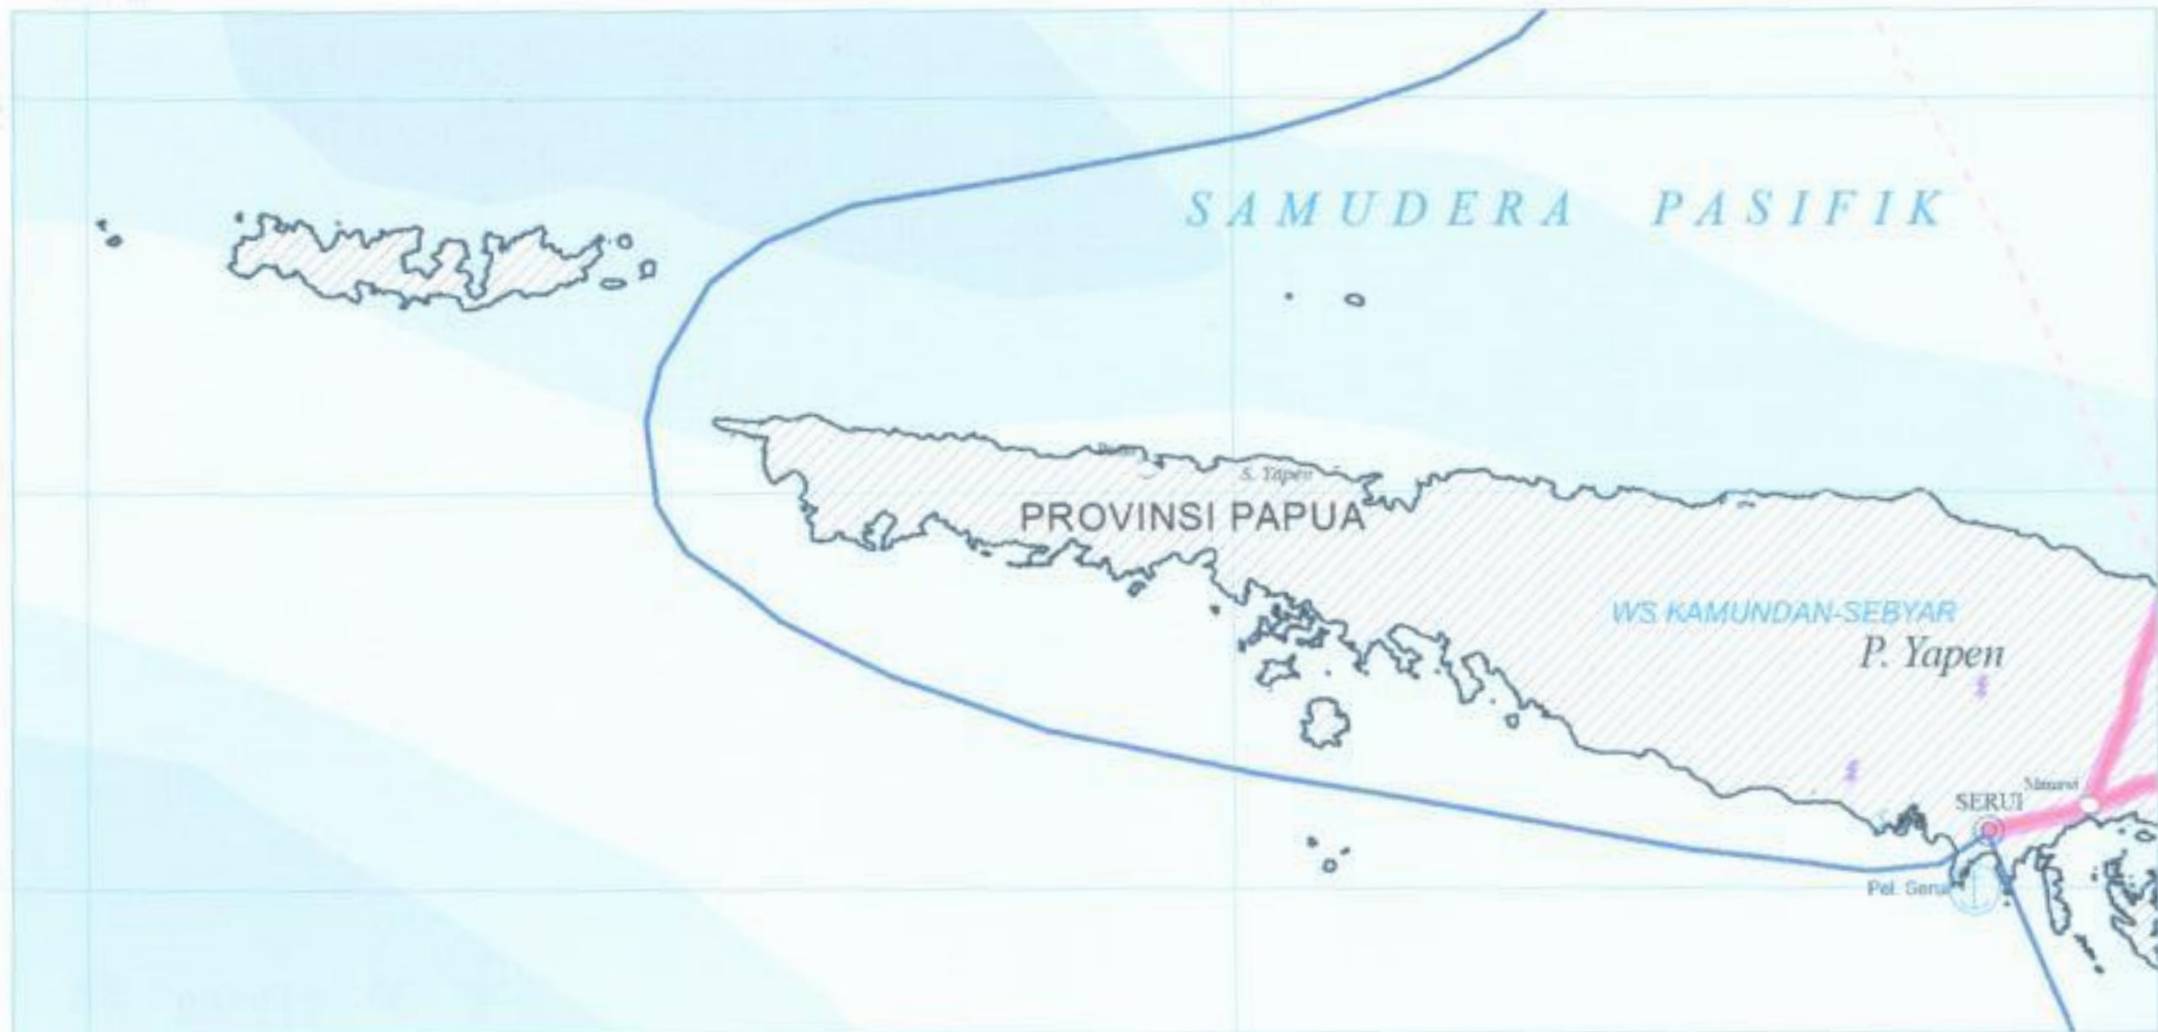 SAMUDERA PASIFIK
S. Yapen
PROVINSI PAPUA
WS. KAMUNDAN-SEBYAR
P. Yapen
SERUI
Pel. Serui